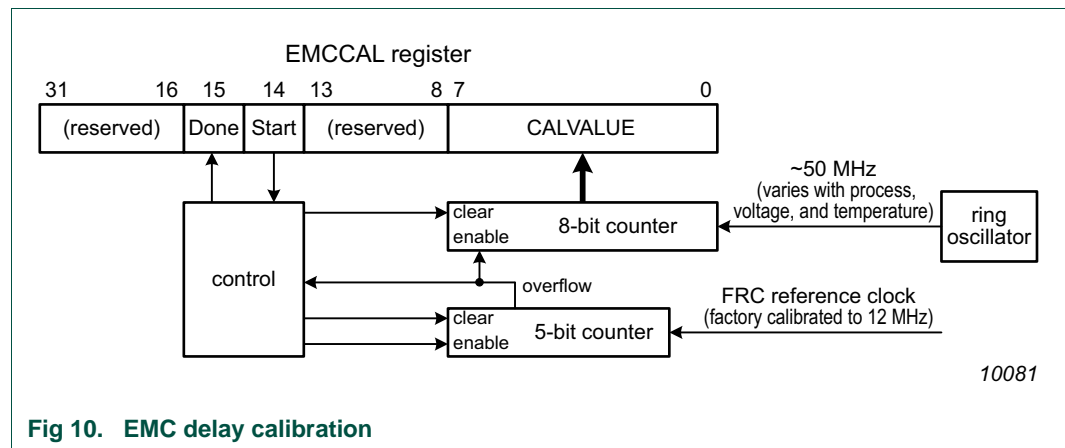 EMCCAL register
31 16 15 14 13 8 7 0
(reserved) Done Start (reserved) CALVALUE
~50 MHz
(varies with process,
voltage, and temperature)
ring
oscillator
clear
enable
8-bit counter
control
overflow
FRC reference clock
(factory calibrated to 12 MHz)
clear
enable
5-bit counter
10081
Fig 10. EMC delay calibration